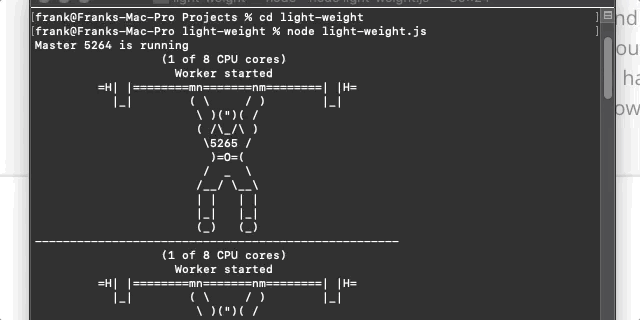 frank@Franks-Mac-Pro Projects % cd light-weight
frank@Franks-Mac-Pro light-weight % node light-weight.js
Master 5264 is running
(1 of 8 CPU cores)
Worker started
=H| |========mn=======nm========| |H=
|_| ( \ / ) |_|
\ )(")( /
( /\_/\ )
\5265 /
)=O=(
/ _ \
/__/ \__\
| | | |
|_| |_|
(_) (_)
----------------------------------------------------
(1 of 8 CPU cores)
Worker started
=H| |========mn=======nm========| |H=
|_| ( \ / ) |_|
\ )(")( /